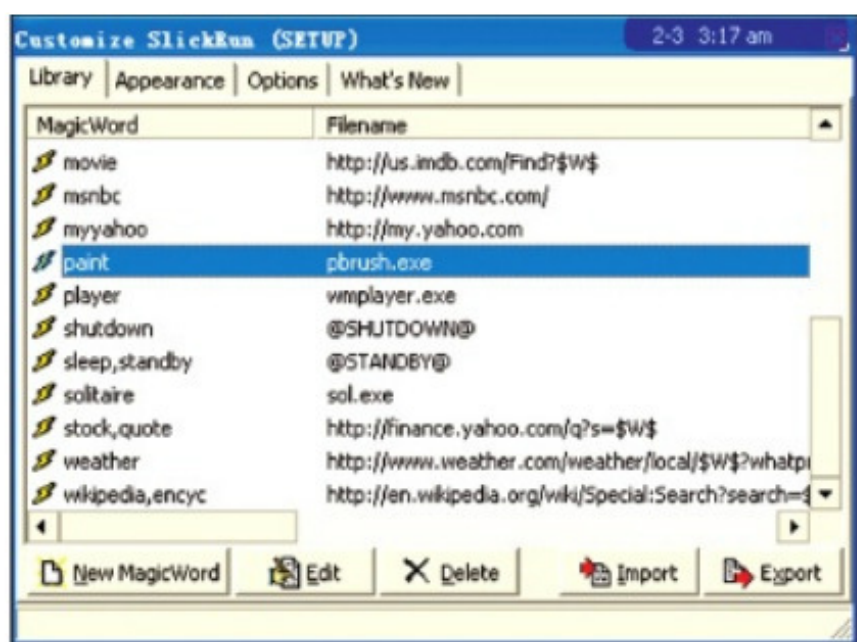 Customize SlickRun (SETUP) 2-3 3:17 am
Library Appearance Options What's New
MagicWord Filename
movie http://us.imdb.com/Find?$W$
msnbc http://www.msnbc.com/
myyahoo http://my.yahoo.com
paint pbrush.exe
player wmplayer.exe
shutdown @SHUTDOWN@
sleep,standby @STANDBY@
solitaire sol.exe
stock,quote http://finance.yahoo.com/q?s=$W$
weather http://www.weather.com/weather/local/$W$?whatpr
wikipedia,encyc http://en.wikipedia.org/wiki/Special:Search?search=$
New MagicWord Edit Delete Import Export